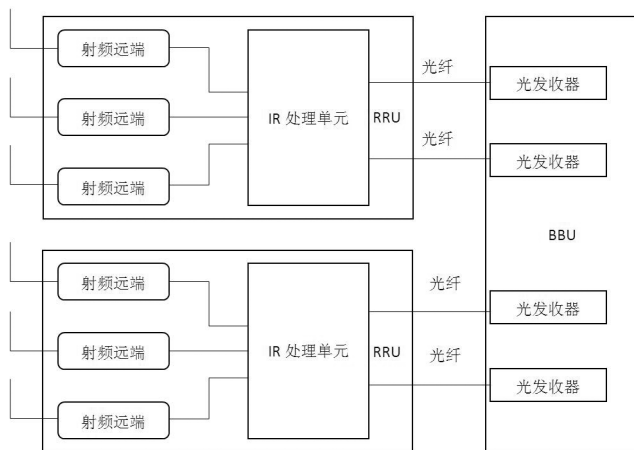 射频远端
射频远端
射频远端
IR 处理单元
RRU
光纤
光纤
光发收器
光发收器
BBU
射频远端
射频远端
射频远端
IR 处理单元
RRU
光纤
光纤
光发收器
光发收器